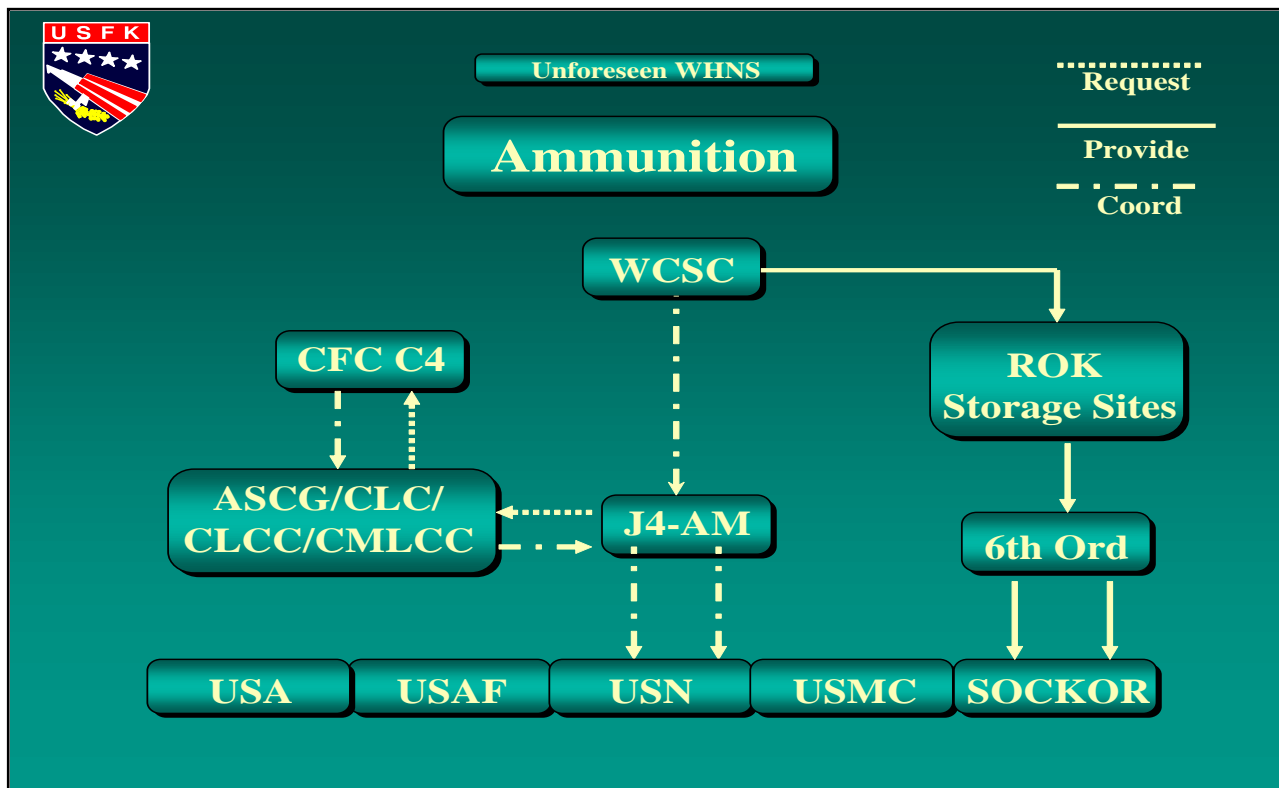 USFK
Unforeseen WHNS
Request
Ammunition
Provide
Coord
WCSC
CFC C4
ROK
Storage Sites
ASCG/CLC/
CLCC/CMLCC
J4-AM
6th Ord
USA
USAF
USN
USMC
SOCKOR